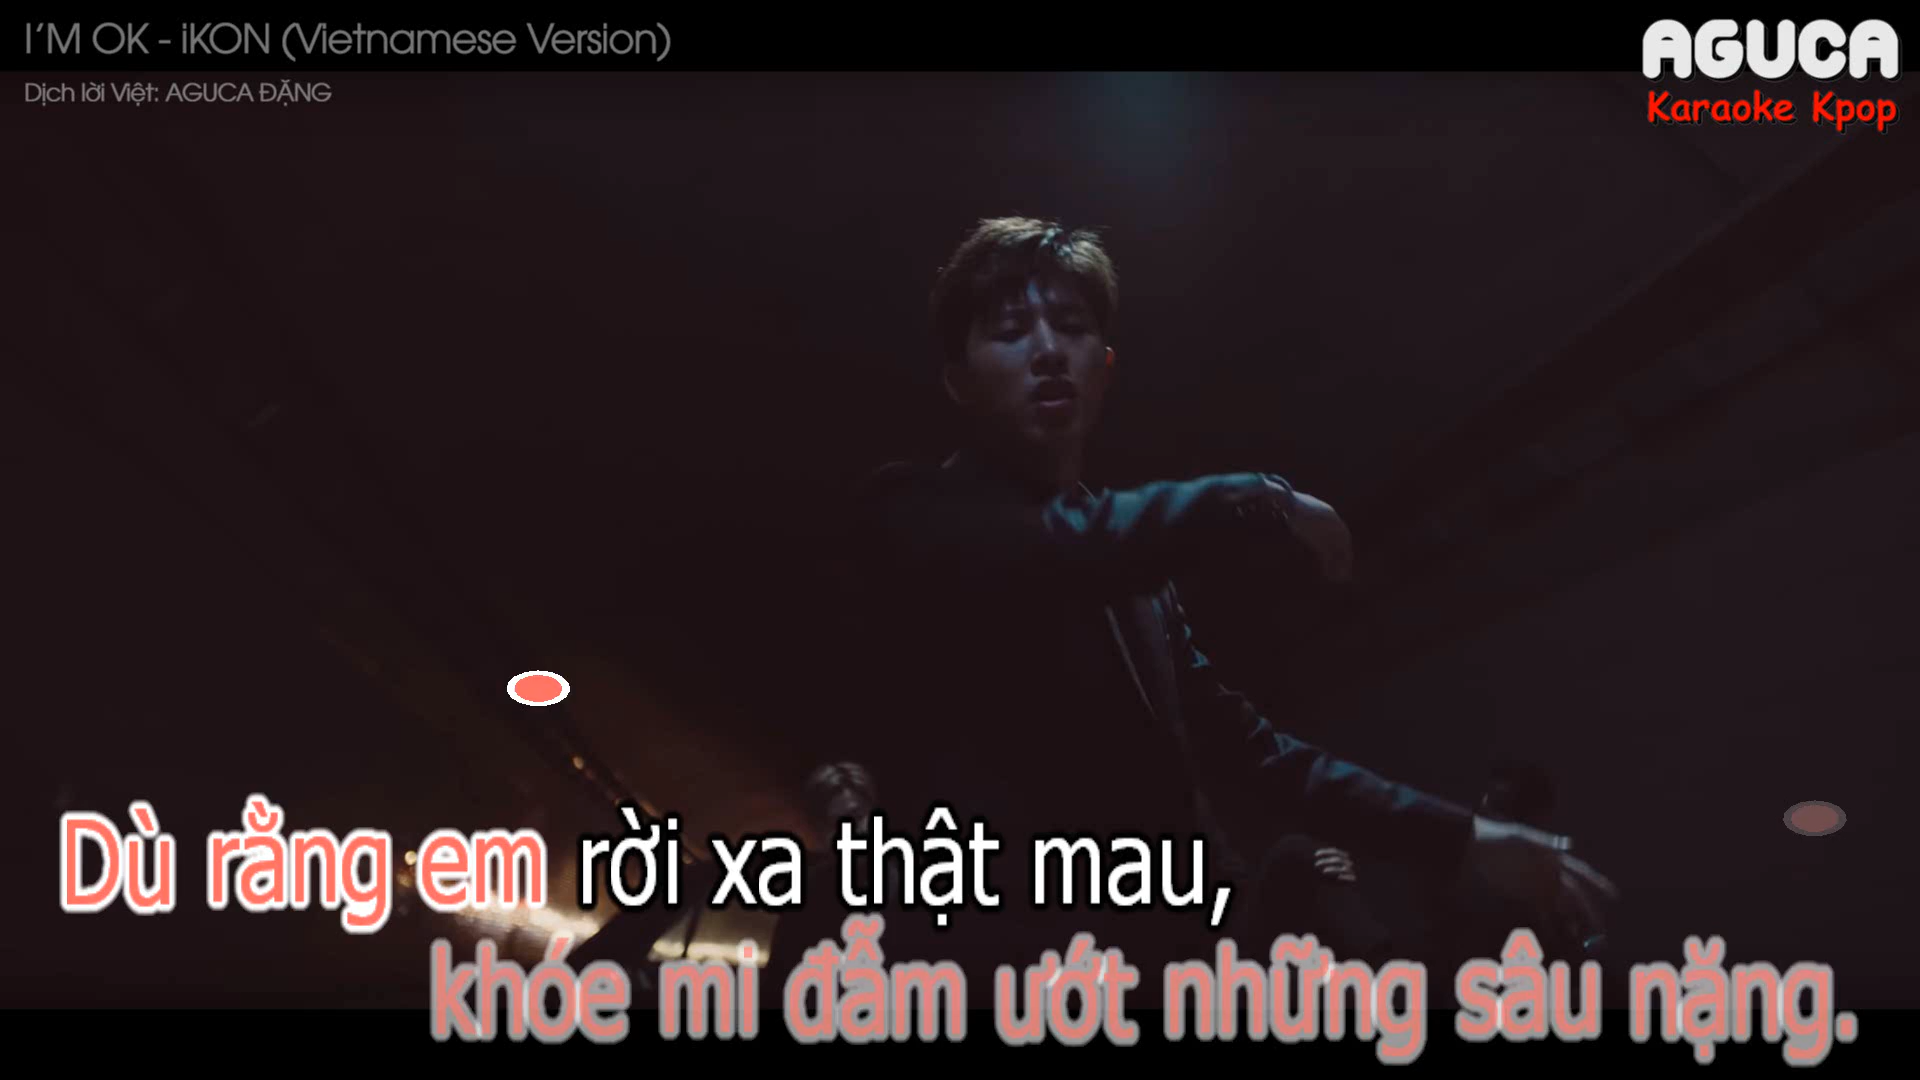 I'M OK - iKON (Vietnamese Version)
Dịch lời Việt: AGUCA ĐẶNG
AGUCA
Karaoke Kpop
Dù rằng em rời xa thật mau,
khóe mi đẫm ướt những sâu nặng.